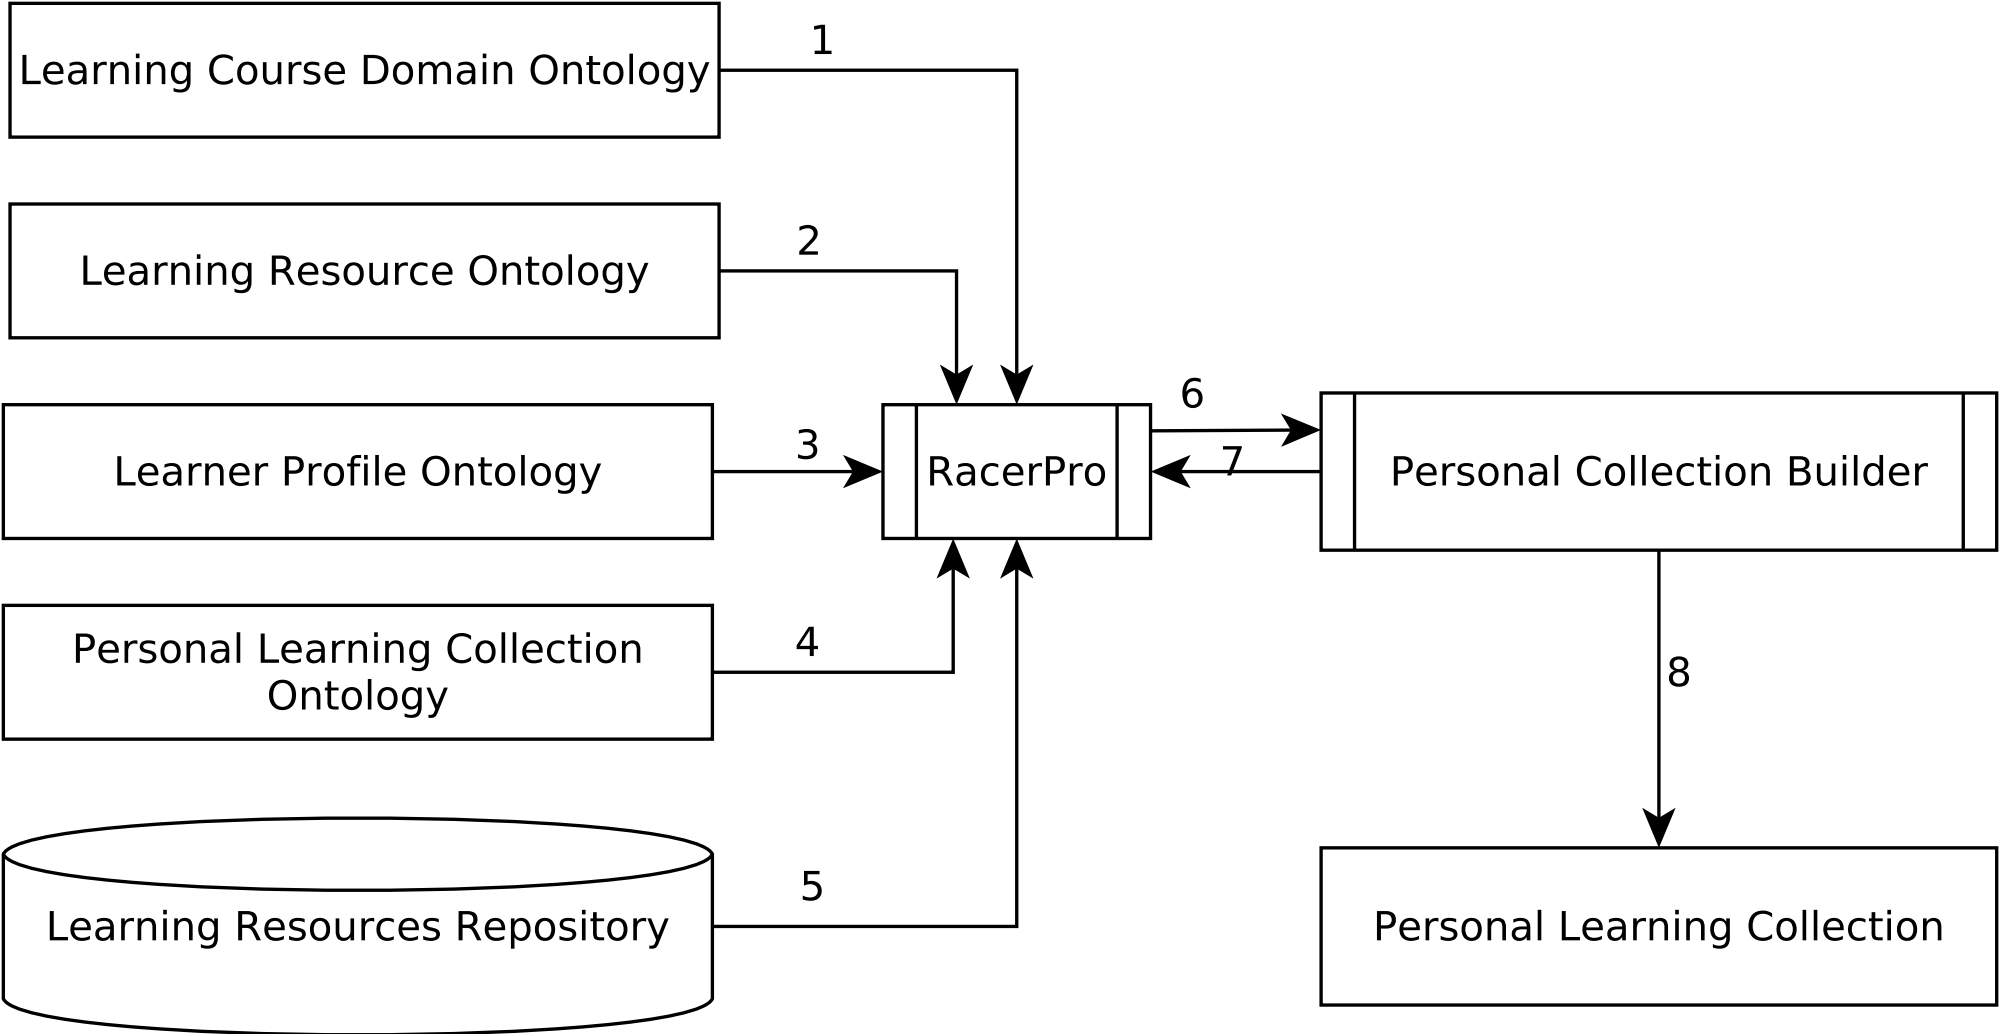 Learning Course Domain Ontology
1
Learning Resource Ontology
2
Learner Profile Ontology
3
RacerPro
6
7
Personal Collection Builder
Personal Learning Collection
Ontology
4
8
Learning Resources Repository
5
Personal Learning Collection